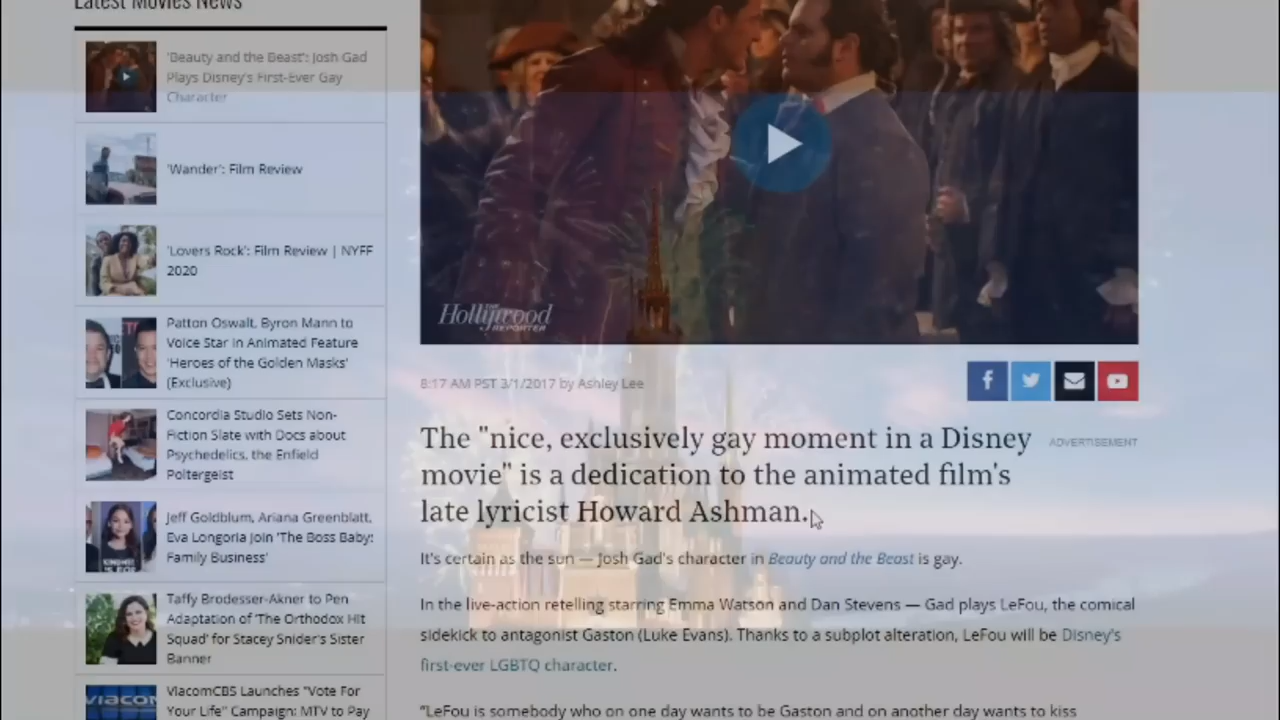 Latest Movies News
'Beauty and the Beast': Josh Gad
Plays Disney's First-Ever Gay
Character
'Wander': Film Review
'Lovers Rock': Film Review | NYFF
2020
Patton Oswalt, Byron Mann to
Voice Star in Animated Feature
'Heroes of the Golden Masks'
(Exclusive)
Concordia Studio Sets Non-
Fiction Slate with Docs about
Psychedelics, the Enfield
Poltergeist
Jeff Goldblum, Ariana Greenblatt,
Eva Longoria Join 'The Boss Baby:
Family Business'
Taffy Brodesser-Akner to Pen
Adaptation of 'The Orthodox Hit
Squad' for Stacey Snider's Sister
Banner
VIACOM
ViacomCBS Launches "Vote For
Your Life" Campaign; MTV to Pay
The
Hollywood
REPORTER
8:17 AM PST 3/1/2017 by Ashley Lee
The "nice, exclusively gay moment in a Disney
movie" is a dedication to the animated film's
late lyricist Howard Ashman.
ADVERTISEMENT
It's certain as the sun — Josh Gad's character in Beauty and the Beast is gay.
In the live-action retelling starring Emma Watson and Dan Stevens — Gad plays LeFou, the comical
sidekick to antagonist Gaston (Luke Evans). Thanks to a subplot alteration, LeFou will be Disney's
first-ever LGBTQ character.
"LeFou is somebody who on one day wants to be Gaston and on another day wants to kiss